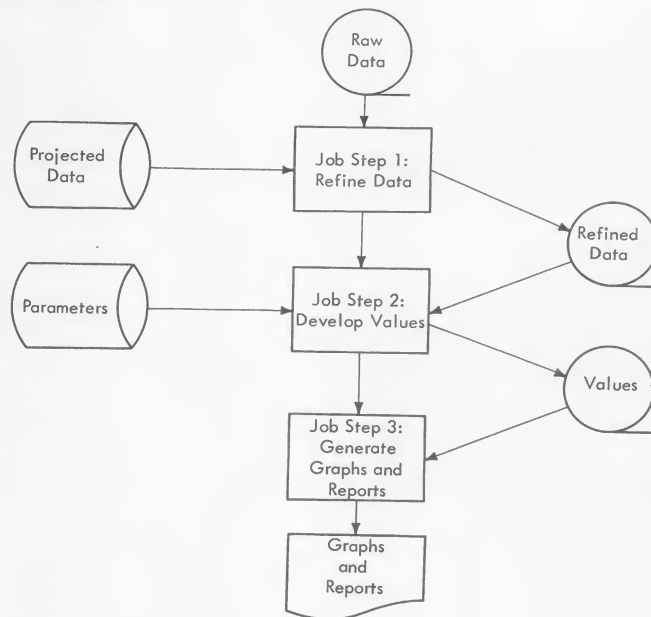 Raw
Data
Projected
Data
Job Step 1:
Refine Data
Refined
Data
Parameters
Job Step 2:
Develop Values
Values
Job Step 3:
Generate
Graphs and
Reports
Graphs
and
Reports